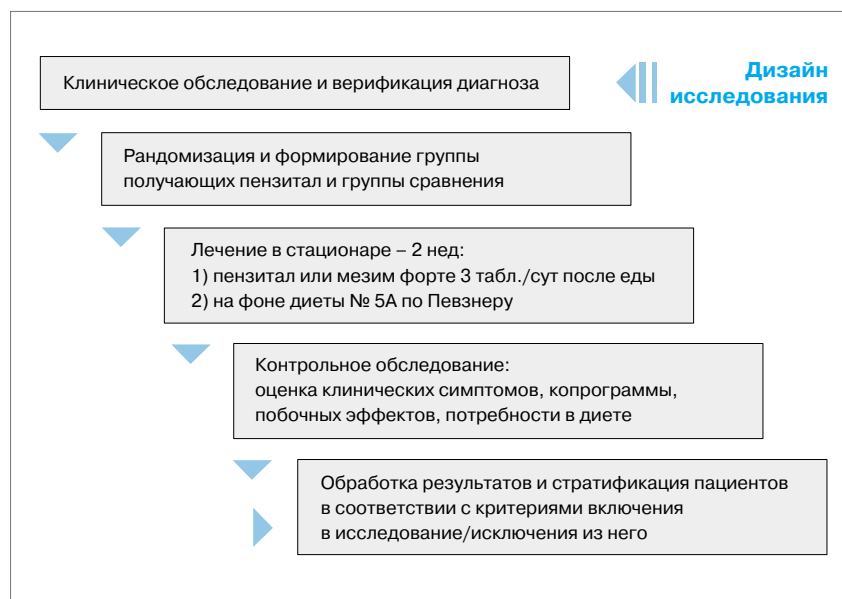 Клиническое обследование и верификация диагноза
Дизайн
исследования
Рандомизация и формирование группы
получающих пензитал и группы сравнения
Лечение в стационаре – 2 нед:
1) пензитал или мезим форте 3 табл./сут после еды
2) на фоне диеты № 5А по Певзнеру
Контрольное обследование:
оценка клинических симптомов, копрограммы,
побочных эффектов, потребности в диете
Обработка результатов и стратификация пациентов
в соответствии с критериями включения
в исследование/исключения из него